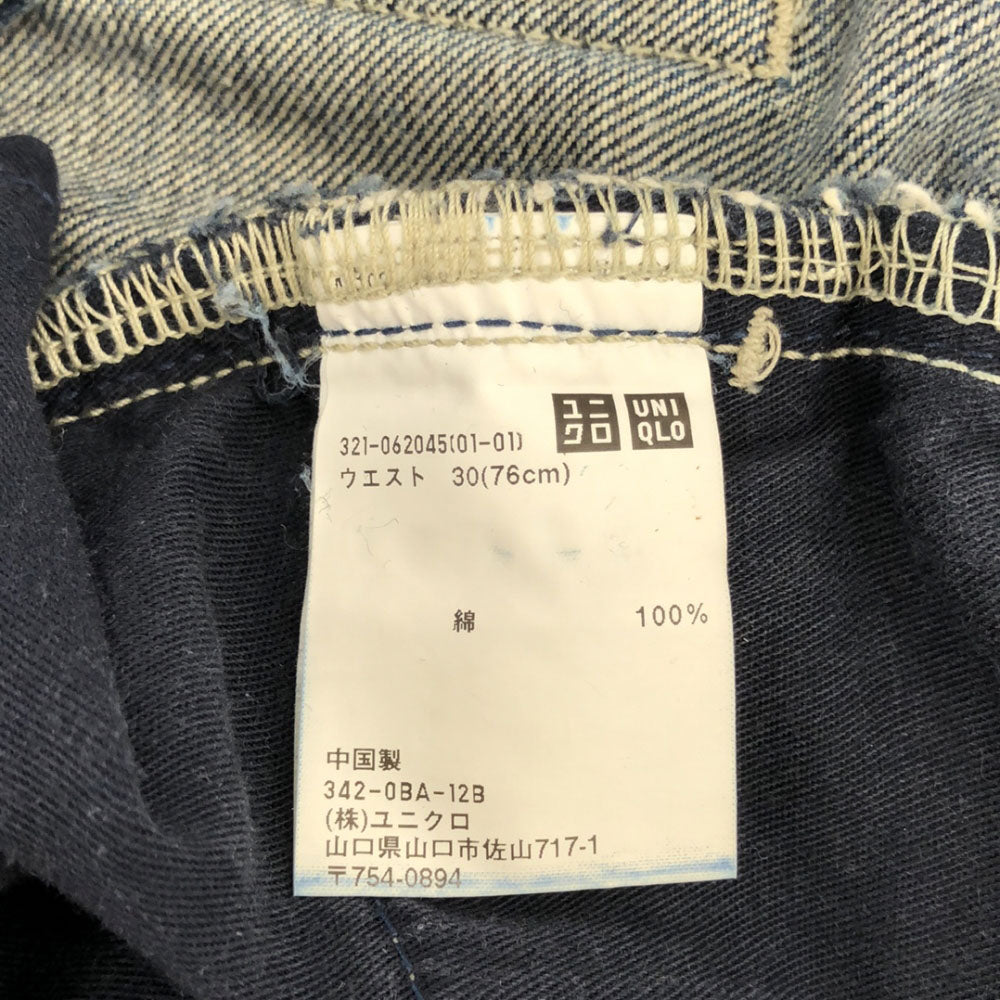 ユニ UNI
クロ QLO
321-062045(01-01)
ウエスト 30(76cm)
綿 100%
中国製
342-0BA-12B
(株)ユニクロ
山口県山口市佐山717-1
〒754-0894